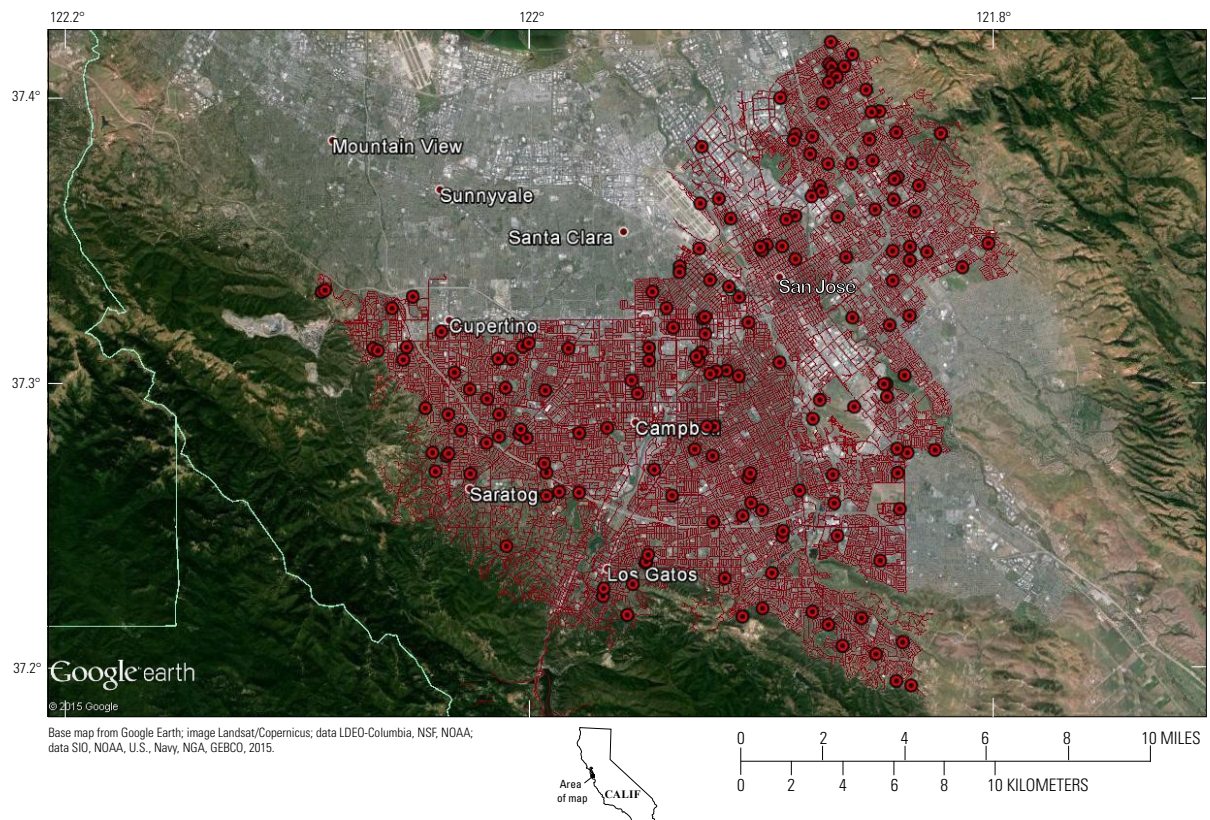 122.2°
122°
121.8°
37.4°
Mountain View
Sunnyvale
Santa Clara
San Jose
Cupertino
37.3°
Campbell
Saratog
Los Gatos
37.2°
Google earth
© 2015 Google
Base map from Google Earth; image Landsat/Copernicus; data LDEO-Columbia, NSF, NOAA;
data SIO, NOAA, U.S., Navy, NGA, GEBCO, 2015.
Area
of map
CALIF
0 2 4 6 8 10 MILES
0 2 4 6 8 10 KILOMETERS